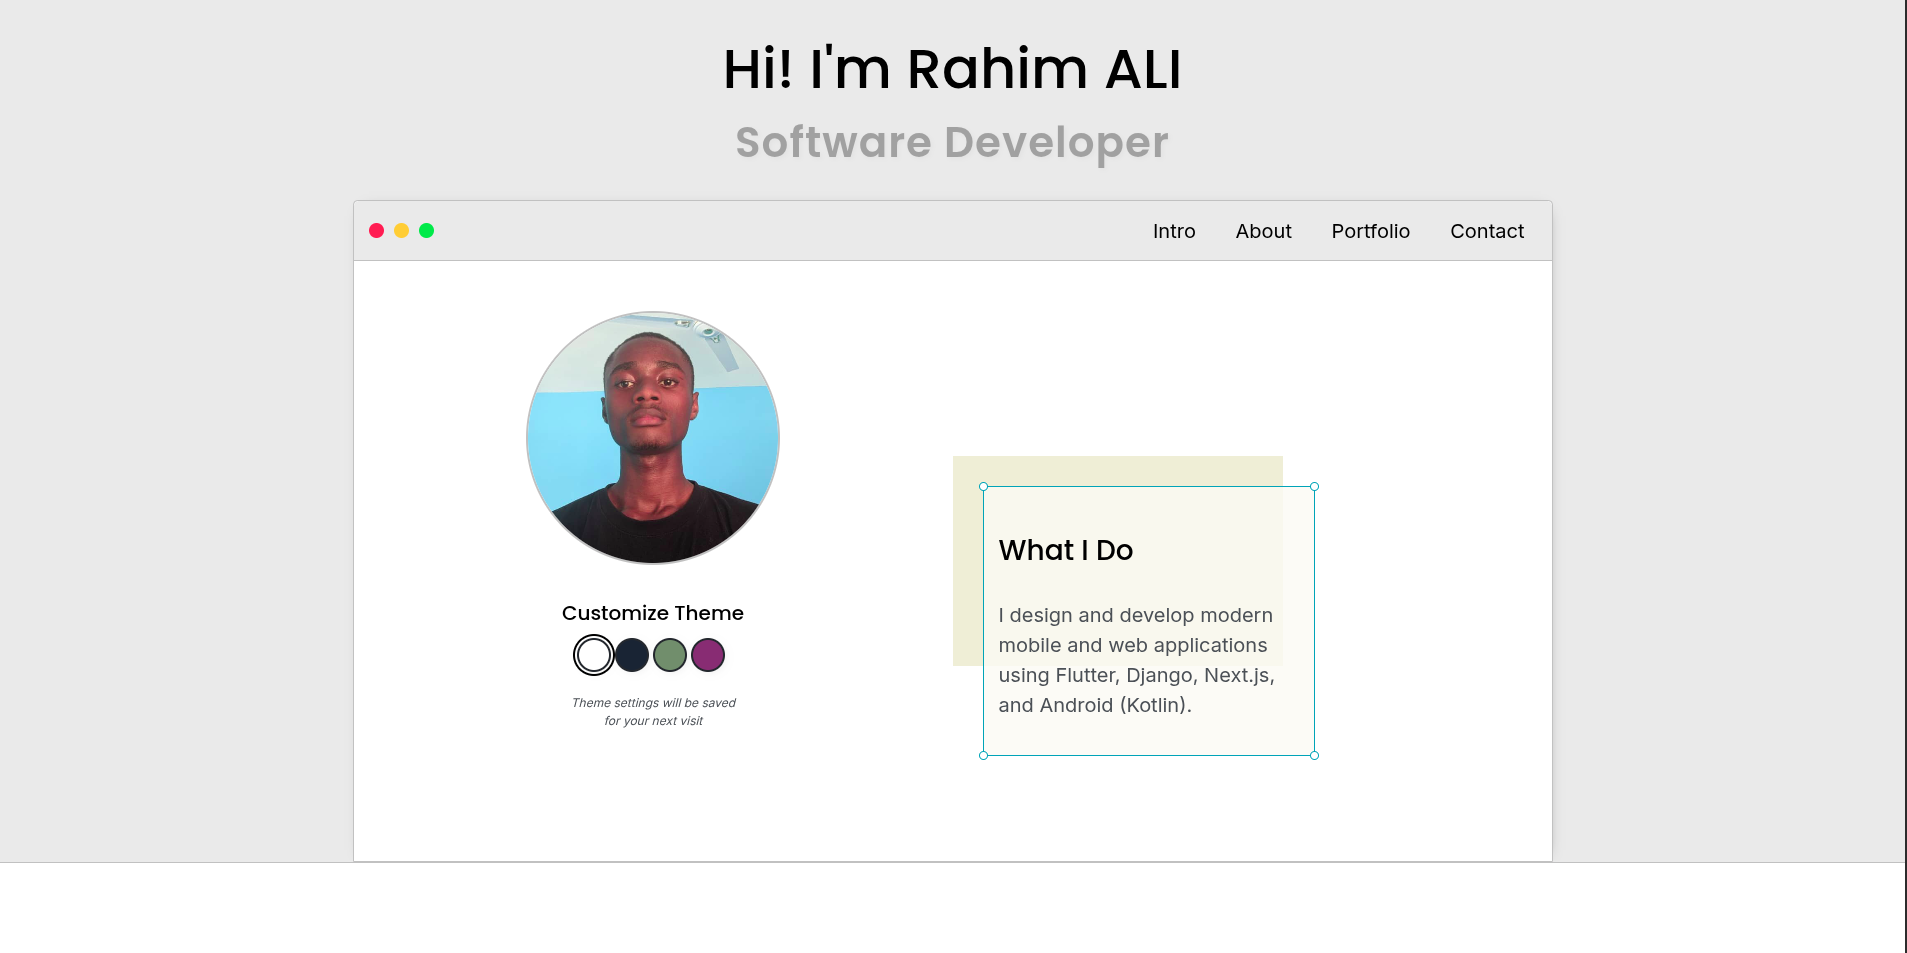 Hi! I'm Rahim ALI
Software Developer
Intro
About
Portfolio
Contact
Customize Theme
Theme settings will be saved
for your next visit
What I Do
I design and develop modern
mobile and web applications
using Flutter, Django, Next.js,
and Android (Kotlin).